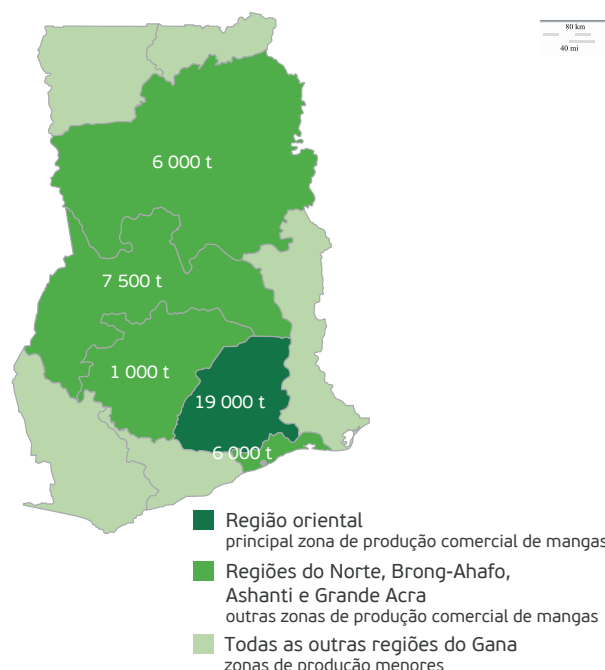 80 km
40 mi
6 000 t
7 500 t
1 000 t
19 000 t
6 000 t
Região oriental
principal zona de produção comercial de mangas
Regiões do Norte, Brong-Ahafo,
Ashanti e Grande Acra
outras zonas de produção comercial de mangas
Todas as outras regiões do Gana
zonas de produção menores